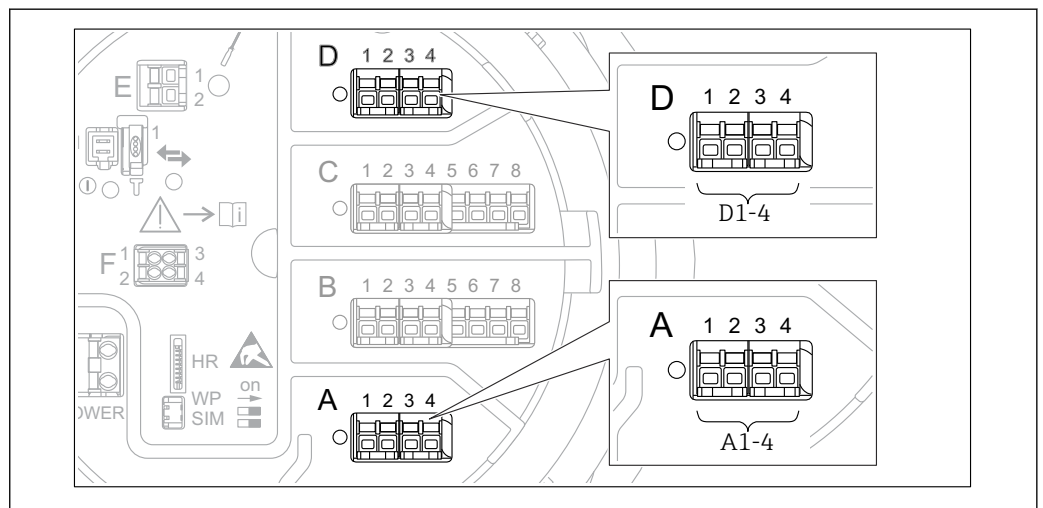 D 1 2 3 4
E 1
2
1
C 1 2 3 4 5 6 7 8
i
F 1 3
2 4
B 1 2 3 4 5 6 7 8
HR
WP on
SIM
OWER
A 1 2 3 4
D 1 2 3 4
D1-4
A 1 2 3 4
A1-4